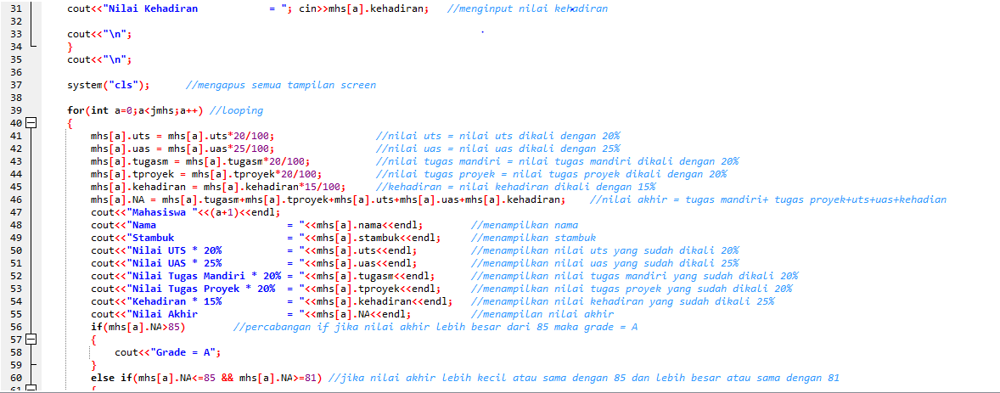 31 cout<<"Nilai Kehadiran = "; cin>>mhs[a].kehadiran; //menginput nilai kehadiran
32
33 cout<<"\n";
34 }
35 cout<<"\n";
36
37 system("cls"); //mengapus semua tampilan screen
38
39 for(int a=0;a<jmhs;a++) //looping
40 {
41 mhs[a].uts = mhs[a].uts*20/100; //nilai uts = nilai uts dikali dengan 20%
42 mhs[a].uas = mhs[a].uas*25/100; //nilai uas = nilai uas dikali dengan 25%
43 mhs[a].tugasm = mhs[a].tugasm*20/100; //nilai tugas mandiri = nilai tugas mandiri dikali dengan 20%
44 mhs[a].tproyek = mhs[a].tproyek*20/100; //nilai tugas proyek = nilai tugas proyek dikali dengan 20%
45 mhs[a].kehadiran = mhs[a].kehadiran*15/100; //kehadiran = nilai kehadiran dikali dengan 15%
46 mhs[a].NA = mhs[a].tugasm+mhs[a].tproyek+mhs[a].uts+mhs[a].uas+mhs[a].kehadiran; //nilai akhir = tugas mandiri+ tugas proyek+uts+uas+kehadian
47 cout<<"Mahasiswa "<<(a+1)<<endl;
48 cout<<"Nama = "<<mhs[a].nama<<endl; //menampilkan nama
49 cout<<"Stambuk = "<<mhs[a].stambuk<<endl; //menampilkan stambuk
50 cout<<"Nilai UTS * 20% = "<<mhs[a].uts<<endl; //menampilkan nilai uts yang sudah dikali 20%
51 cout<<"Nilai UAS * 25% = "<<mhs[a].uas<<endl; //menampilkan nilai uas yang sudah dikali 25%
52 cout<<"Nilai Tugas Mandiri * 20% = "<<mhs[a].tugasm<<endl; //menampilkan nilai tugas mandiri yang sudah dikali 20%
53 cout<<"Nilai Tugas Proyek * 20% = "<<mhs[a].tproyek<<endl; //menampilkan nilai tugas proyek yang sudah dikali 20%
54 cout<<"Kehadiran * 15% = "<<mhs[a].kehadiran<<endl; //menampilkan nilai kehadiran yang sudah dikali 25%
55 cout<<"Nilai Akhir = "<<mhs[a].NA<<endl; //menampilan nilai akhir
56 if(mhs[a].NA>85) //percabangan if jika nilai akhir lebih besar dari 85 maka grade = A
57 {
58 cout<<"Grade = A";
59 }
60 else if(mhs[a].NA<=85 && mhs[a].NA>=81) //jika nilai akhir lebih kecil atau sama dengan 85 dan lebih besar atau sama dengan 81
61 {